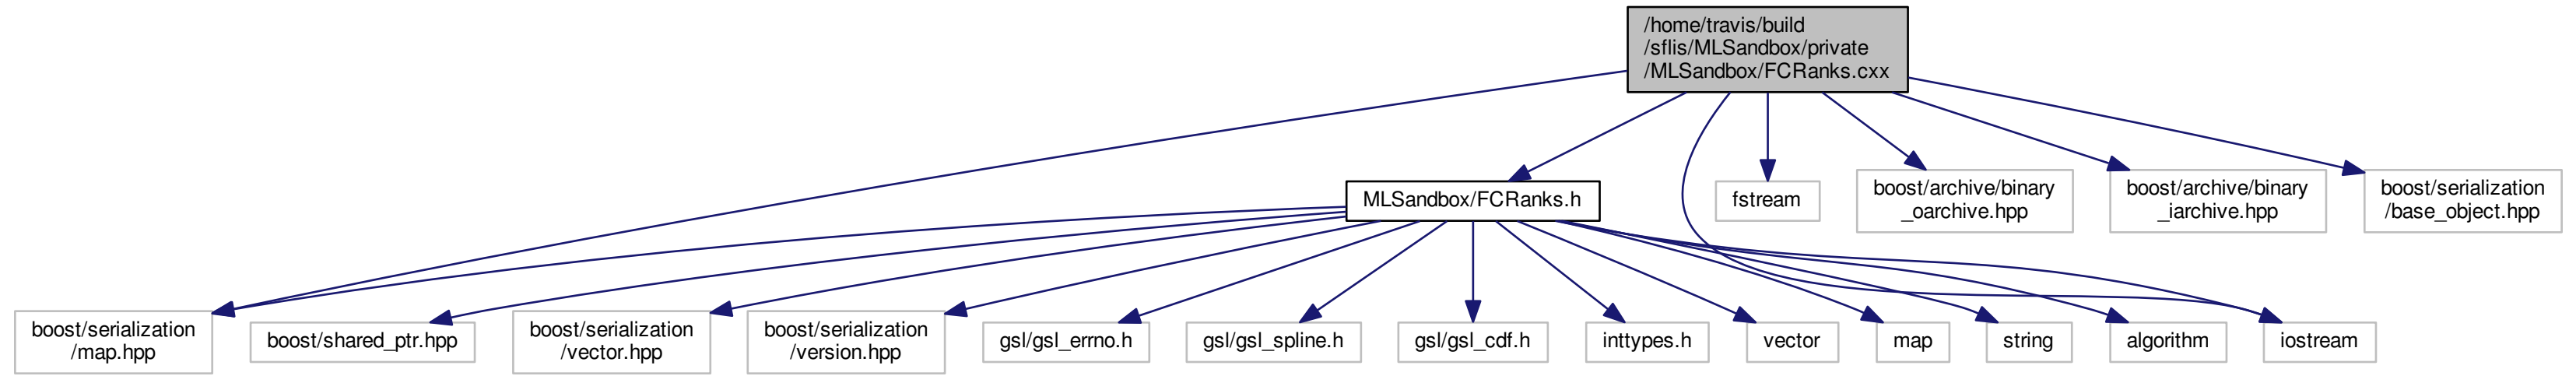 /home/travis/build
/sflis/MLSandbox/private
/MLSandbox/FCRanks.cxx
MLSandbox/FCRanks.h
fstream
boost/archive/binary
_oarchive.hpp
boost/archive/binary
_iarchive.hpp
boost/serialization
/base_object.hpp
boost/serialization
/map.hpp
boost/shared_ptr.hpp
boost/serialization
/vector.hpp
boost/serialization
/version.hpp
gsl/gsl_errno.h
gsl/gsl_spline.h
gsl/gsl_cdf.h
inttypes.h
vector
map
string
algorithm
iostream